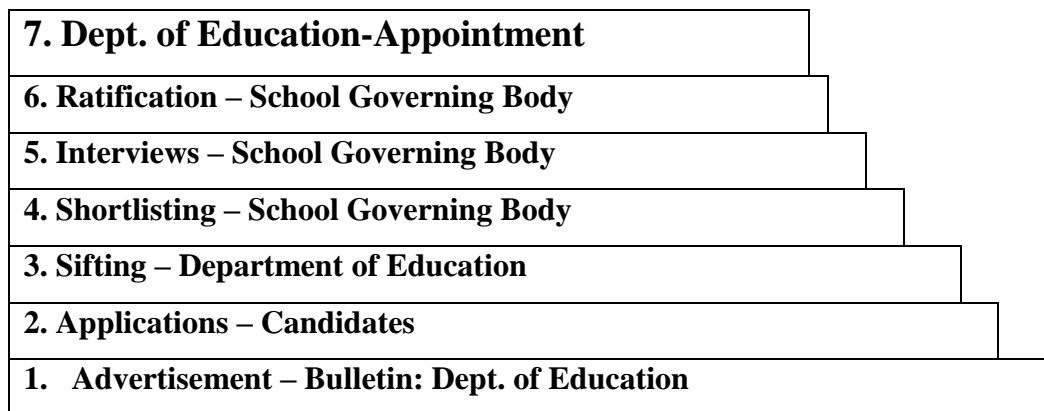 7. Dept. of Education-Appointment
6. Ratification – School Governing Body
5. Interviews – School Governing Body
4. Shortlisting – School Governing Body
3. Sifting – Department of Education
2. Applications – Candidates
1. Advertisement – Bulletin: Dept. of Education